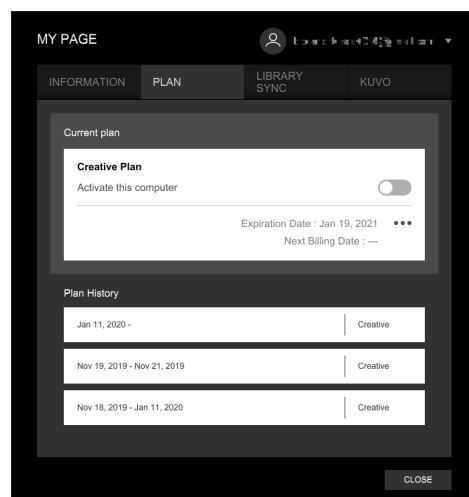 MY PAGE
INFORMATION
PLAN
LIBRARY
SYNC
KUVO
Current plan
Creative Plan
Activate this computer
Expiration Date : Jan 19, 2021
Next Billing Date : ---
Plan History
Jan 11, 2020 - Creative
Nov 19, 2019 - Nov 21, 2019 Creative
Nov 18, 2019 - Jan 11, 2020 Creative
CLOSE